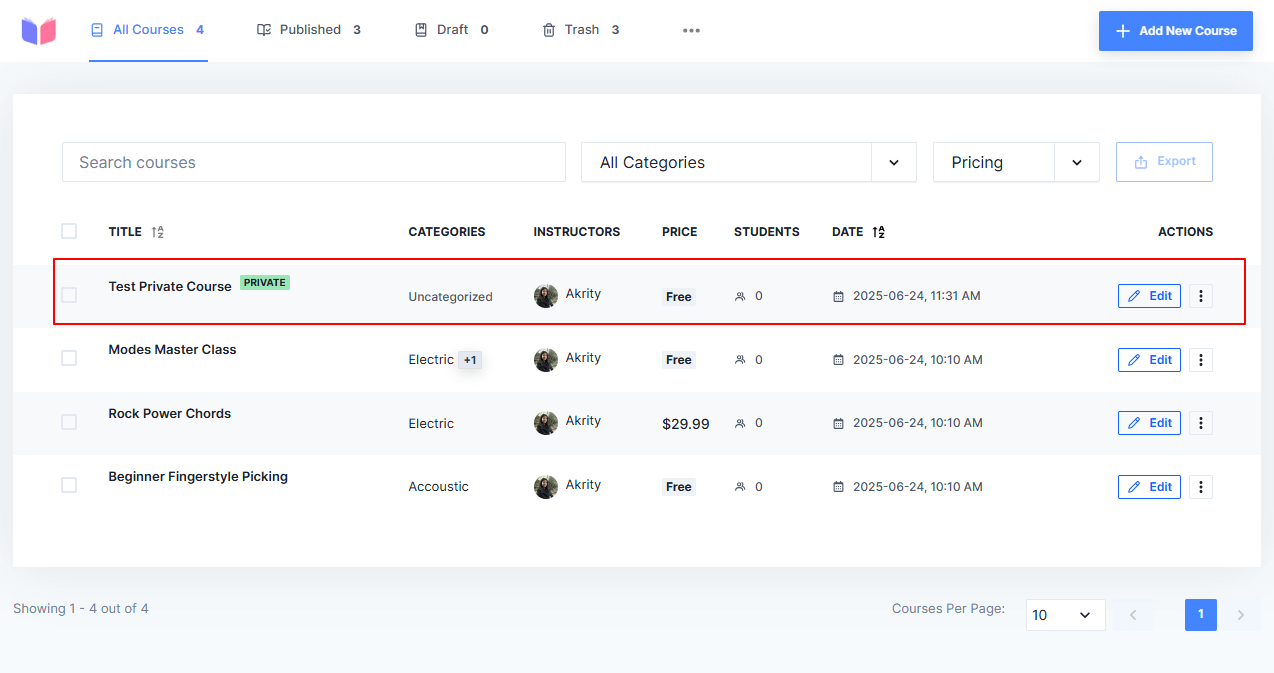 All Courses 4 Published 3 Draft 0 Trash 3 Add New Course
Search courses All Categories Pricing Export
TITLE CATEGORIES INSTRUCTORS PRICE STUDENTS DATE ACTIONS
Test Private Course PRIVATE Uncategorized Akrity Free 0 2025-06-24, 11:31 AM Edit
Modes Master Class Electric +1 Akrity Free 0 2025-06-24, 10:10 AM Edit
Rock Power Chords Electric Akrity $29.99 0 2025-06-24, 10:10 AM Edit
Beginner Fingerstyle Picking Accoustic Akrity Free 0 2025-06-24, 10:10 AM Edit
Showing 1 - 4 out of 4 Courses Per Page: 10 1